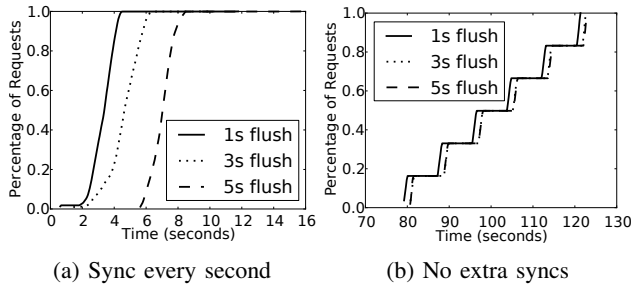 1.0
0.8
0.6
0.4
0.2
0.0
Percentage of Requests
1s flush
3s flush
5s flush
0 2 4 6 8 10 12 14 16
Time (seconds)
(a) Sync every second
1.0
0.8
0.6
0.4
0.2
0.0
Percentage of Requests
1s flush
3s flush
5s flush
70 80 90 100 110 120 130
Time (seconds)
(b) No extra syncs